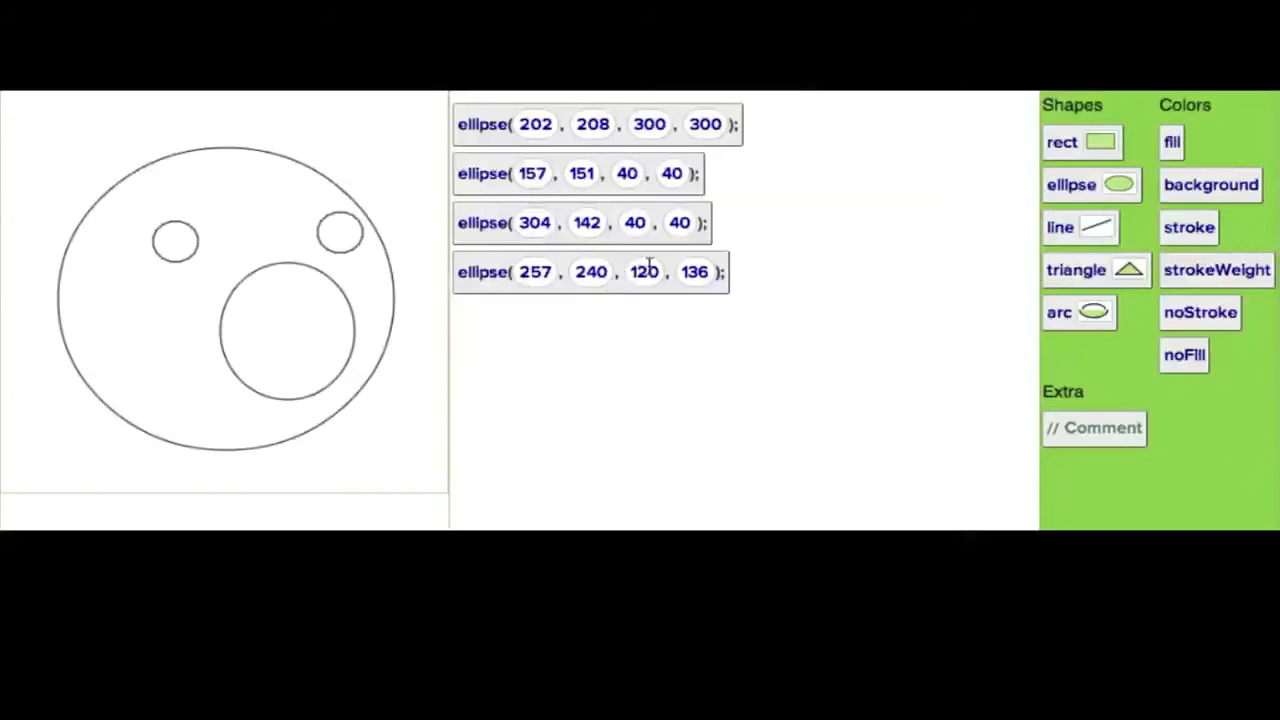 ellipse( 202 , 208 , 300 , 300 );
ellipse( 157 , 151 , 40 , 40 );
ellipse( 304 , 142 , 40 , 40 );
ellipse( 257 , 240 , 120 , 136 );
Shapes
rect
ellipse
line
triangle
arc
Colors
fill
background
stroke
strokeWeight
noStroke
noFill
Extra
// Comment